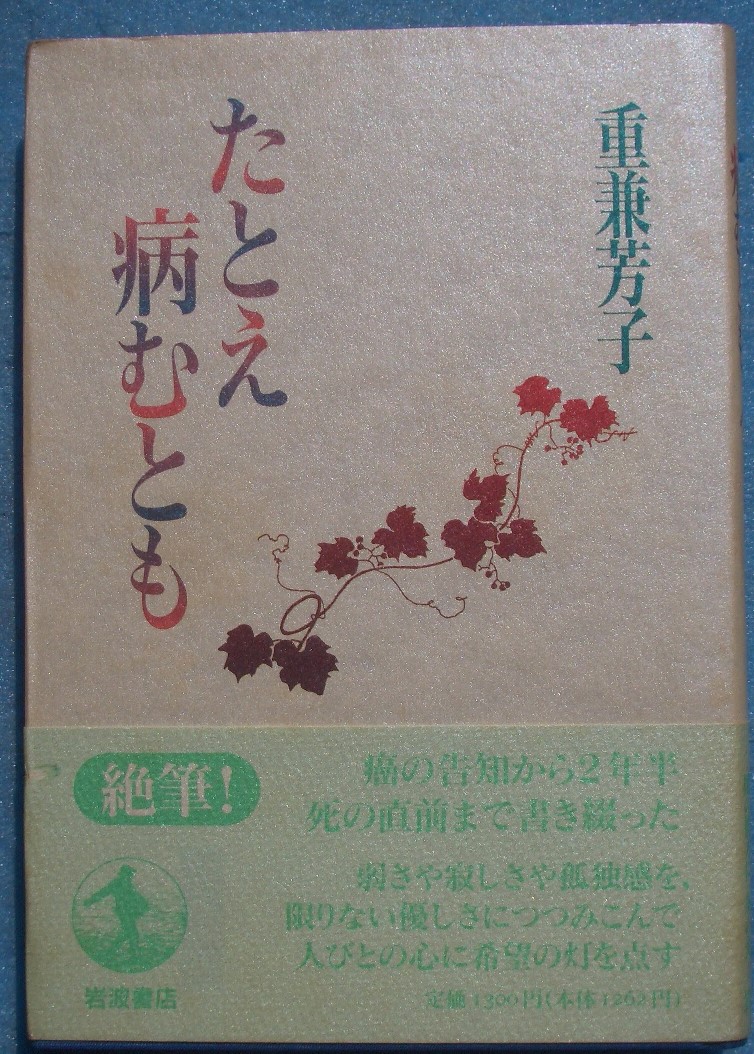 重兼芳子
たとえ
病むとも
絶筆!
癌の告知から2年半
死の直前まで書き綴った
弱さや寂しさや孤独感を、
限りない優しさにつつみこんで
人びとの心に希望の灯を点す
岩波書店
定価1300円(本体1262円)